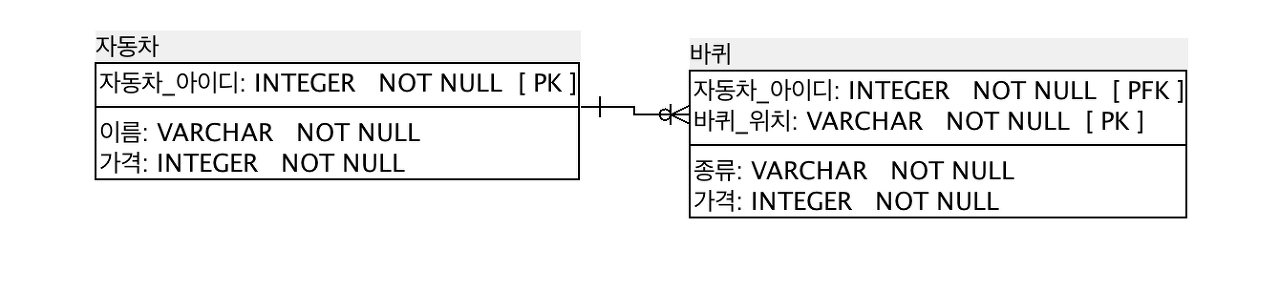 자동차
자동차_아이디: INTEGER NOT NULL [ PK ]
이름: VARCHAR NOT NULL
가격: INTEGER NOT NULL
바퀴
자동차_아이디: INTEGER NOT NULL [ PFK ]
바퀴_위치: VARCHAR NOT NULL [ PK ]
종류: VARCHAR NOT NULL
가격: INTEGER NOT NULL